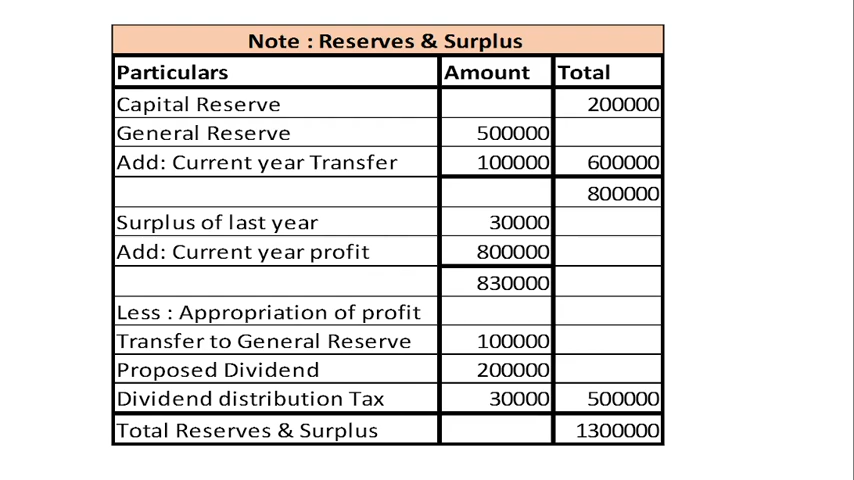 Note : Reserves & Surplus
Particulars Amount Total
Capital Reserve 200000
General Reserve 500000
Add: Current year Transfer 100000 600000
800000
Surplus of last year 30000
Add: Current year profit 800000
830000
Less : Appropriation of profit
Transfer to General Reserve 100000
Proposed Dividend 200000
Dividend distribution Tax 30000 500000
Total Reserves & Surplus 1300000